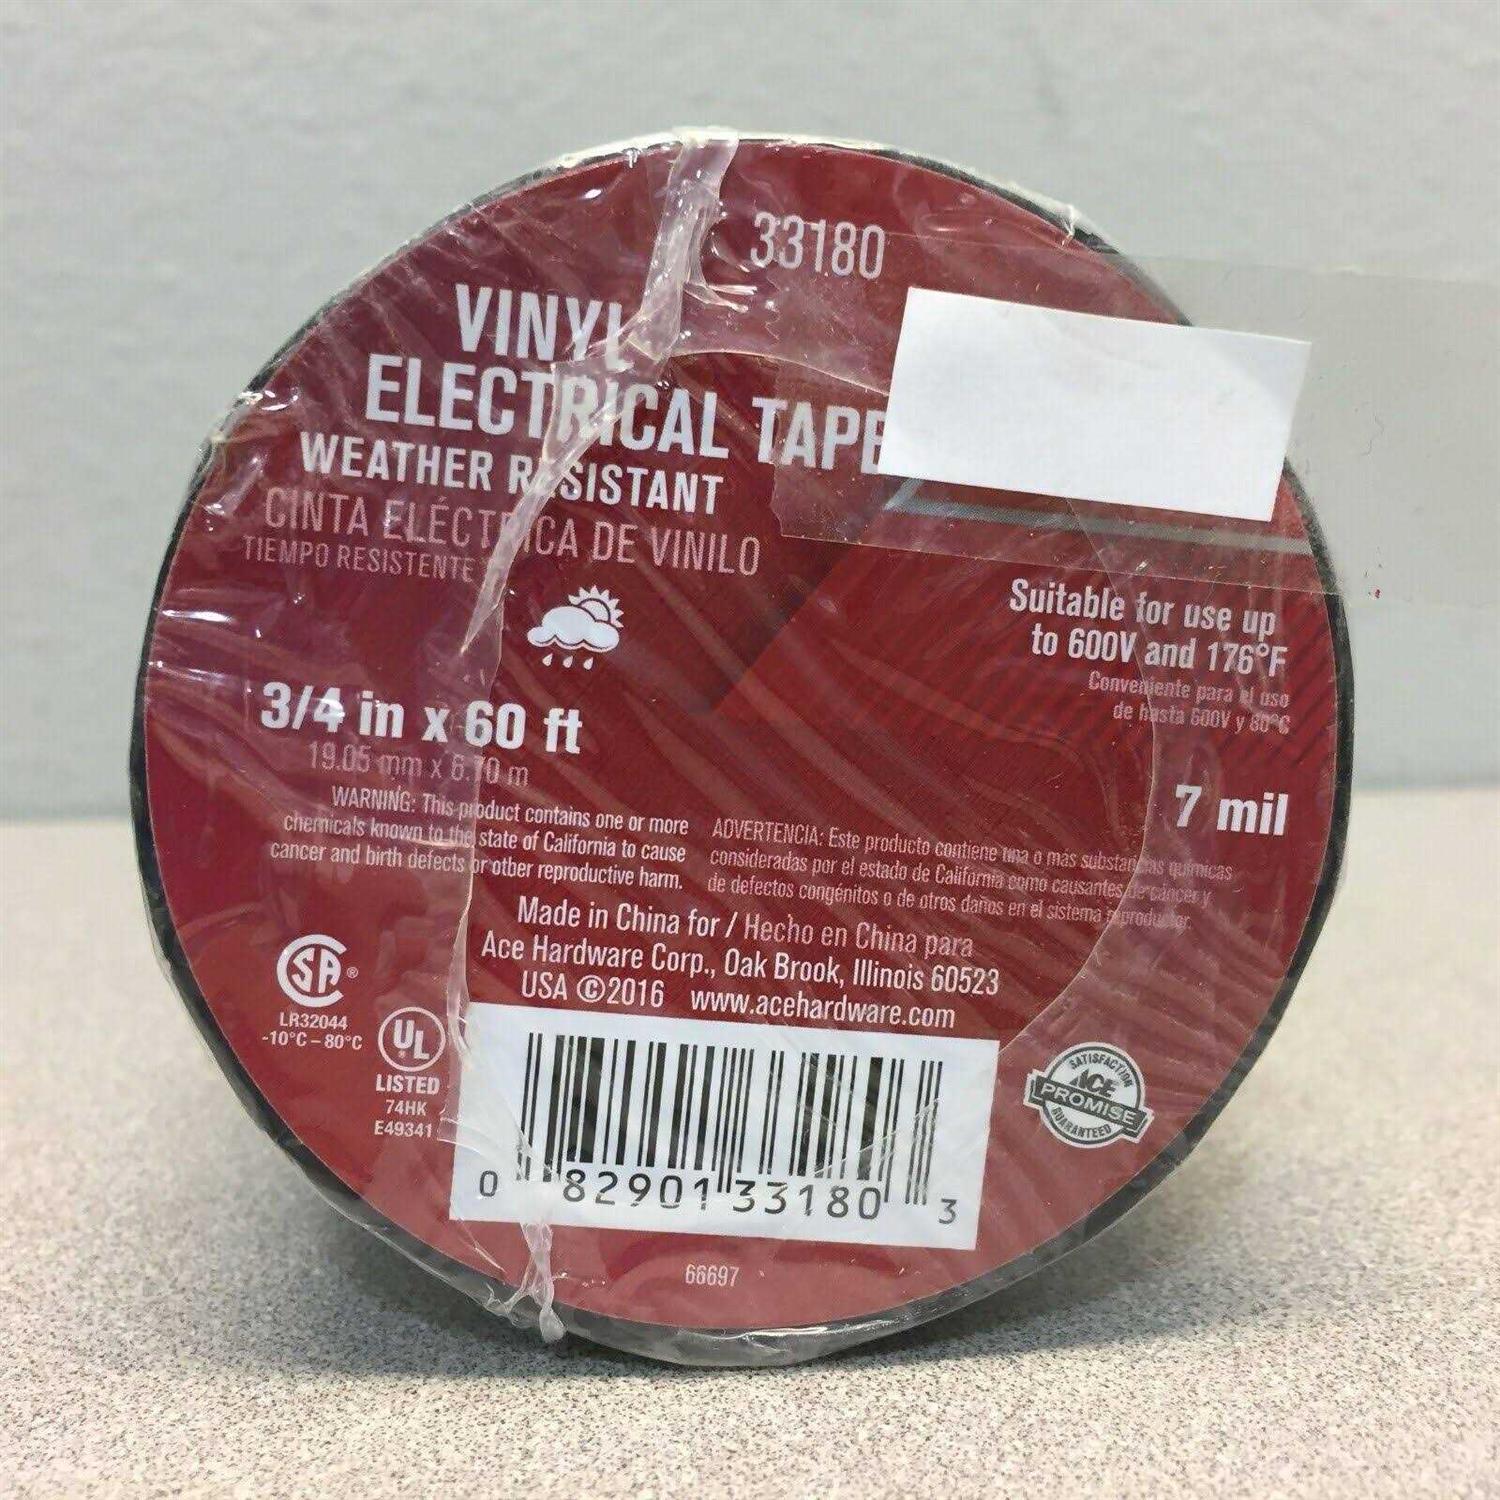 33180
VINYL
ELECTRICAL TAPE
WEATHER RESISTANT
CINTA ELÉCTRICA DE VINILO
TIEMPO RESISTENTE
Suitable for use up
to 600V and 176°F
Conveniente para el uso
de hasta 600V y 80°C
3/4 in x 60 ft
19.05 mm x 6.70 m
7 mil
WARNING: This product contains one or more
chemicals known to the state of California to cause
cancer and birth defects or other reproductive harm.
ADVERTENCIA: Este producto contiene una o más substancias químicas
consideradas por el estado de California como causantes de cáncer y
de defectos congénitos o de otros daños en el sistema reproductor.
Made in China for / Hecho en China para
Ace Hardware Corp., Oak Brook, Illinois 60523
USA ©2016 www.acehardware.com
SA ®
LR32044
-10°C – 80°C
UL ®
LISTED
74HK
E49341
SATISFACTION
ACE
PROMISE
GUARANTEED
0 82901 33180 3
66697